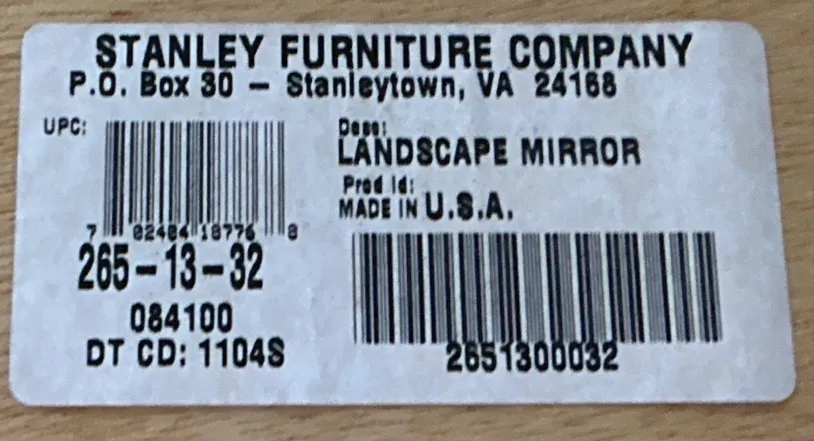 STANLEY FURNITURE COMPANY
P.O. Box 30 – Stanleytown, VA 24168
UPC:
7 82484 18776 8
265-13-32
084100
DT CD: 1104S
Desc:
LANDSCAPE MIRROR
Prod Id:
MADE IN U.S.A.
2651300032